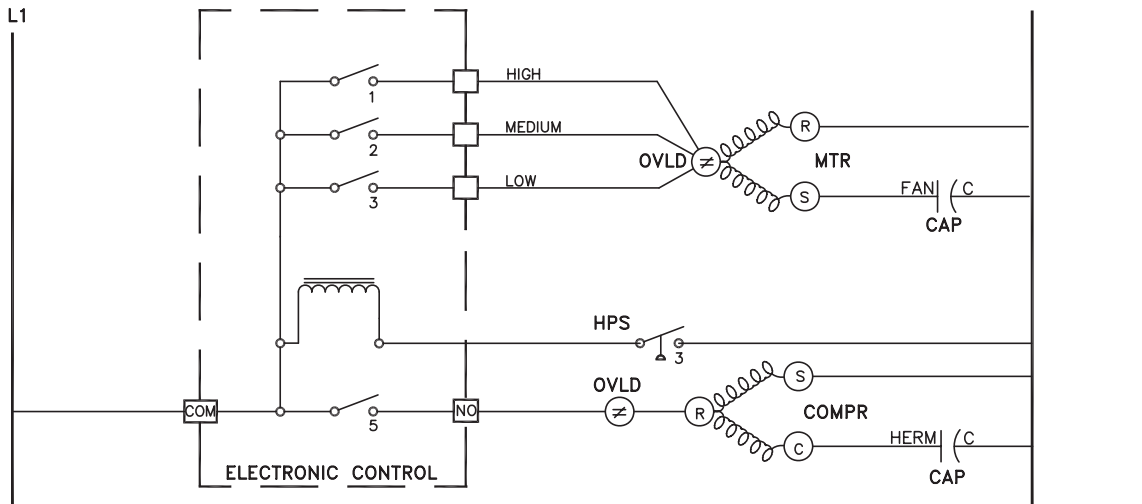 L1
HIGH
1
MEDIUM
2
LOW
3
OVLD
≠
R
MTR
S
FAN
C
CAP
HPS
3
OVLD
≠
R
S
COMPR
C
HERM
C
CAP
COM
5
NO
ELECTRONIC CONTROL